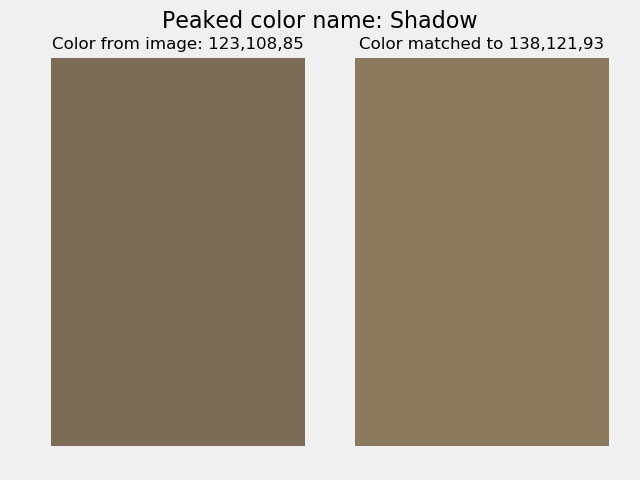 Peaked color name: Shadow
Color from image: 123,108,85
Color matched to 138,121,93